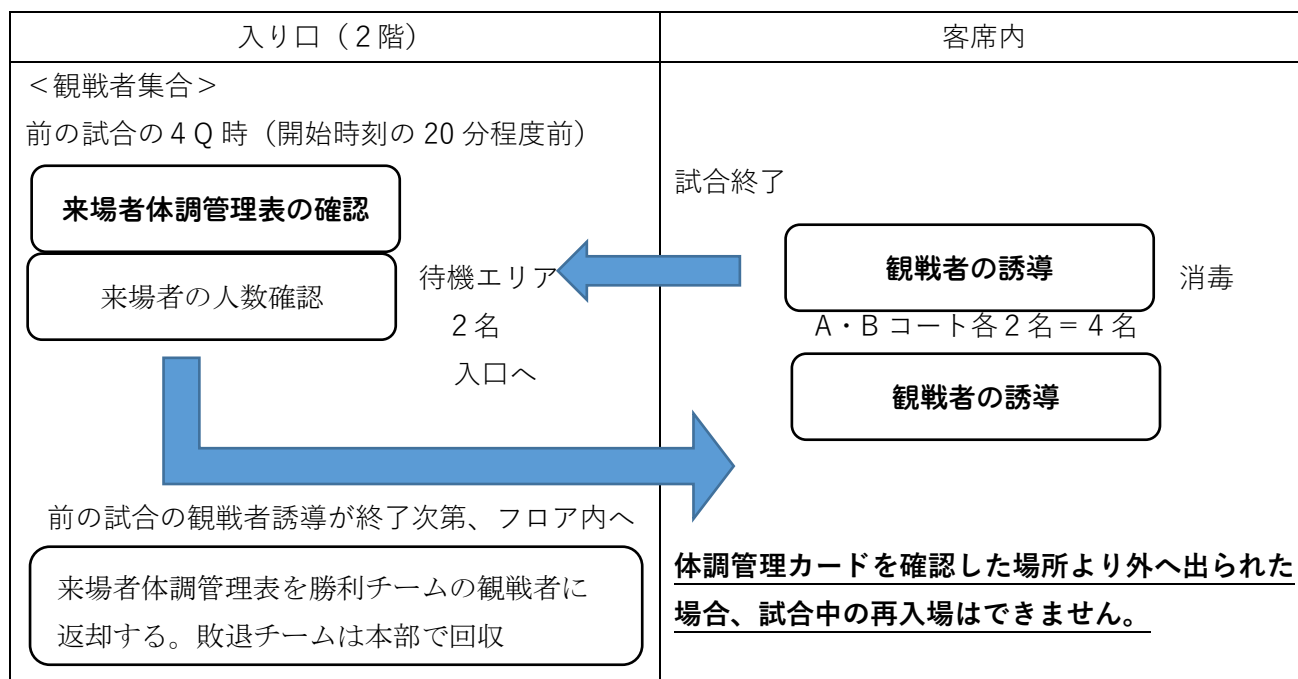 入り口（２階）
＜観戦者集合＞
前の試合の４Q 時（開始時刻の 20 分程度前）
来場者体調管理表の確認
来場者の人数確認
待機エリア
２名
入口へ
前の試合の観戦者誘導が終了次第、フロア内へ
来場者体調管理表を勝利チームの観戦者に
返却する。敗退チームは本部で回収
客席内
試合終了
観戦者の誘導
消毒
A・B コート各２名＝４名
観戦者の誘導
体調管理カードを確認した場所より外へ出られた
場合、試合中の再入場はできません。